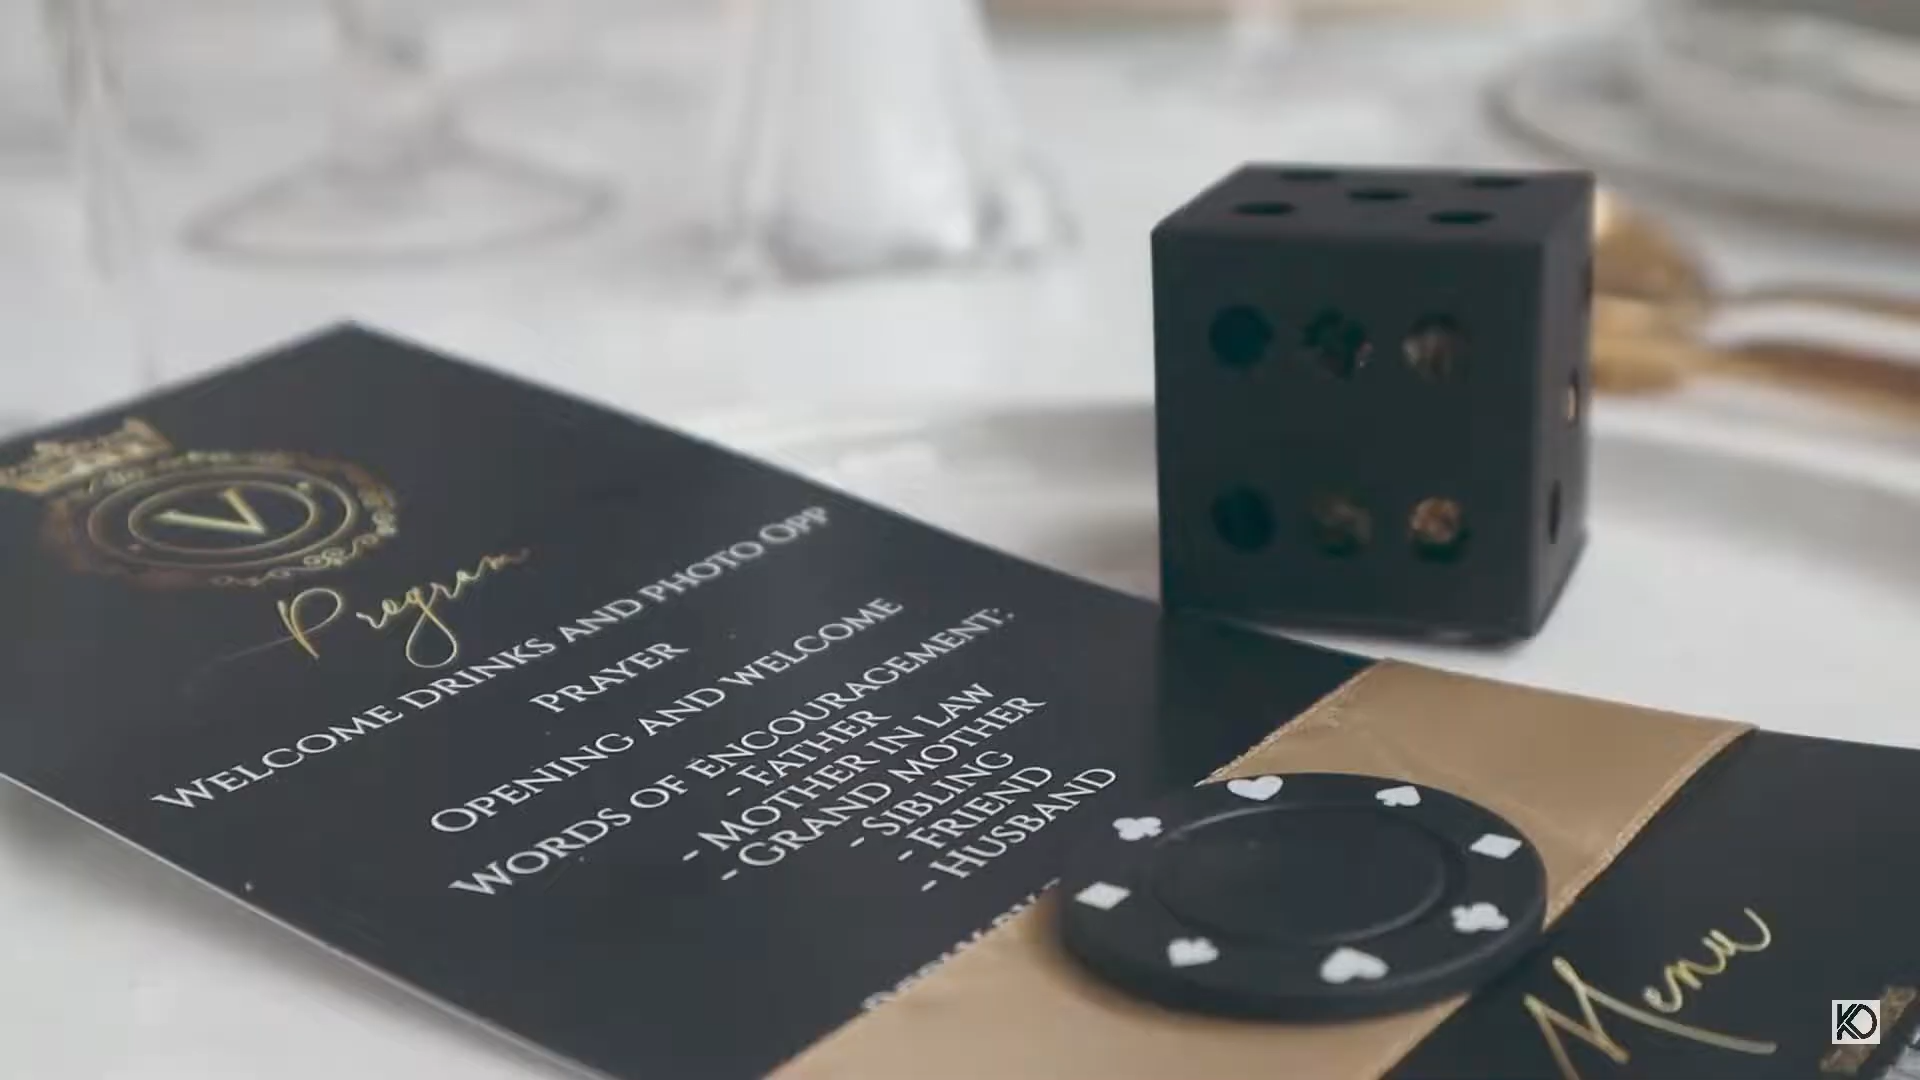 V
Program
WELCOME DRINKS AND PHOTO OPP
PRAYER
OPENING AND WELCOME
WORDS OF ENCOURAGEMENT:
- FATHER
- MOTHER IN LAW
- GRAND MOTHER
- SIBLING
- FRIEND
- HUSBAND
Menu
KO